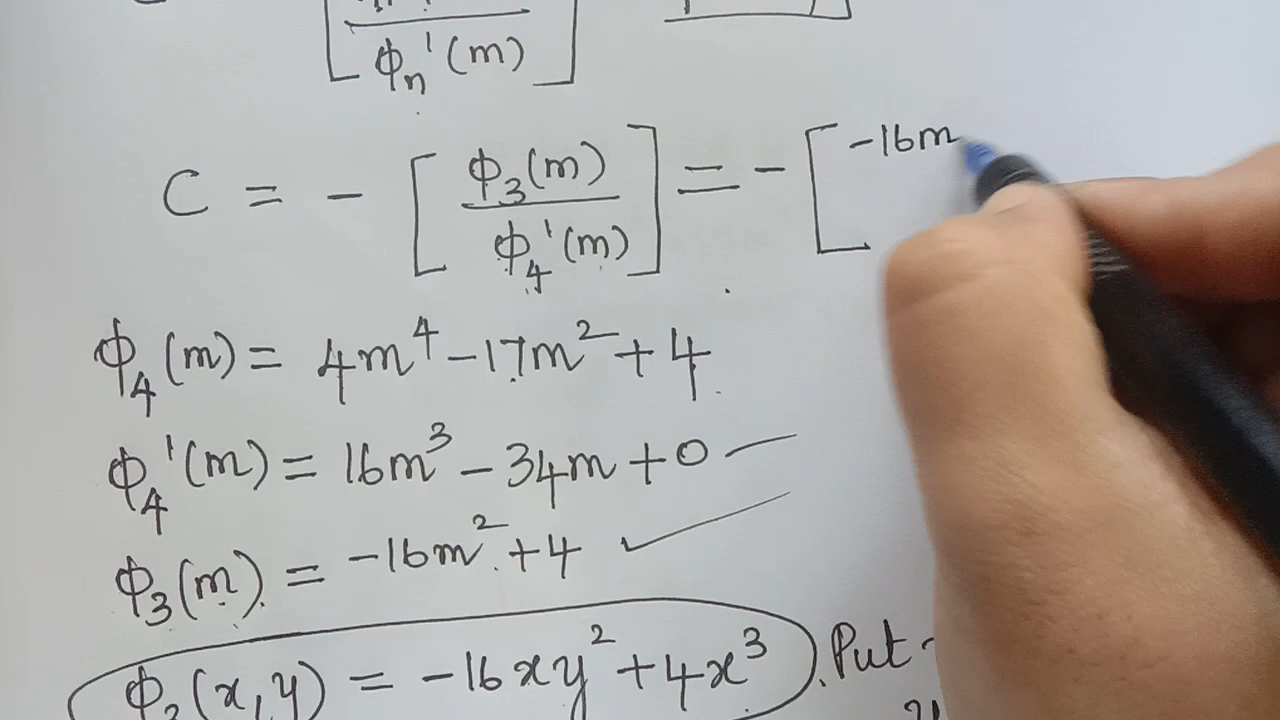 [ ϕn'(m) ]
C = - [ ϕ3(m) / ϕ4'(m) ] = - [ -16m
ϕ4(m) = 4m⁴ - 17m² + 4
ϕ4'(m) = 16m³ - 34m + 0
ϕ3(m) = -16m² + 4 ✓
ϕ3(x,y) = -16xy² + 4x³. Put